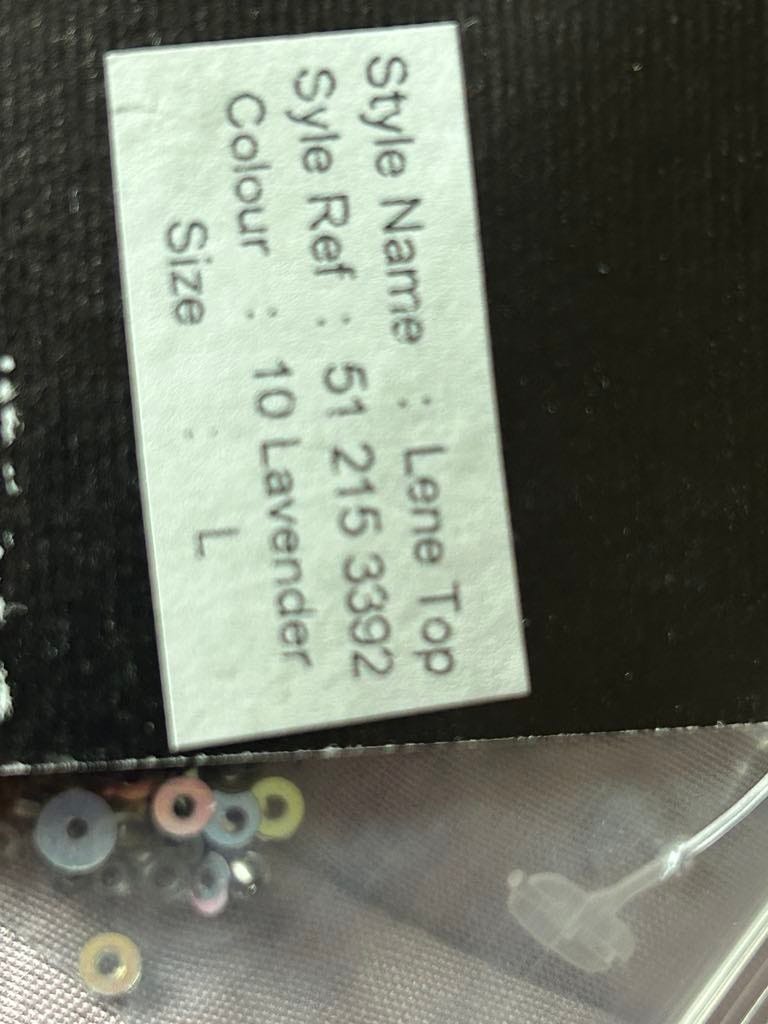 Style Name : Lene Top
Syle Ref : 51 215 3392
Colour : 10 Lavender
Size : L